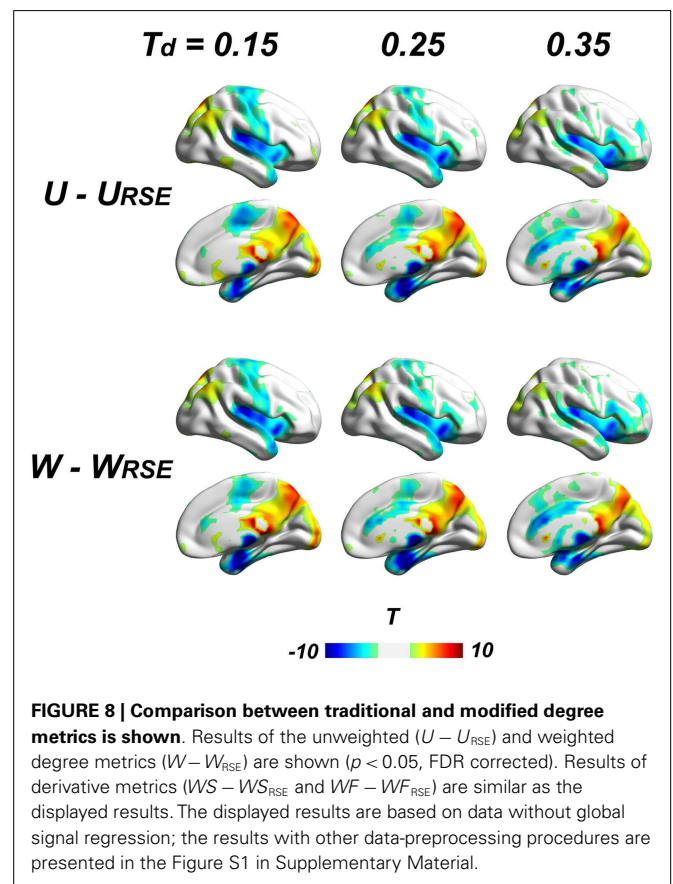 Td = 0.15 0.25 0.35
U - URSE
W - WRSE
T
-10 10
FIGURE 8 | Comparison between traditional and modified degree
metrics is shown. Results of the unweighted (U − URSE) and weighted
degree metrics (W − WRSE) are shown (p < 0.05, FDR corrected). Results of
derivative metrics (WS − WSRSE and WF − WFRSE) are similar as the
displayed results. The displayed results are based on data without global
signal regression; the results with other data-preprocessing procedures are
presented in the Figure S1 in Supplementary Material.